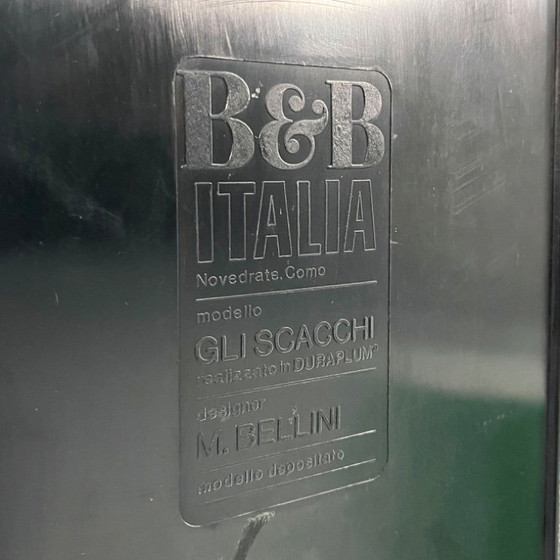 B&B
ITALIA
Novedrate, Como
modello
GLI SCACCHI
realizzato in DURAPLUM®
designer
M. BELLINI
modello depositato